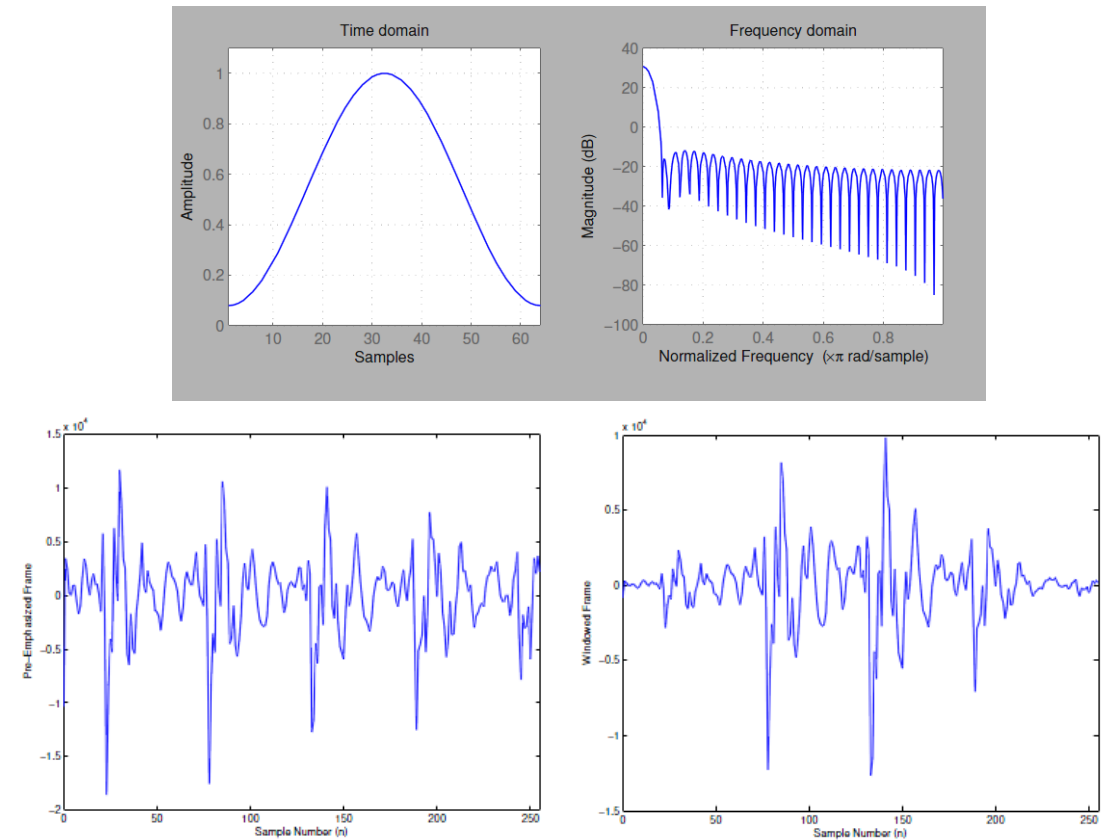 Time domain
1
0.8
0.6
0.4
0.2
0
10 20 30 40 50 60
Amplitude
Samples
Frequency domain
40
20
0
−20
−40
−60
−80
−100
0 0.2 0.4 0.6 0.8
Magnitude (dB)
Normalized Frequency (×π rad/sample)
x 10⁴
1.5
1
0.5
0
−0.5
−1
−1.5
−2
0 50 100 150 200 250
Pre−Emphasized Frame
Sample Number (n)
x 10⁴
1
0.5
0
−0.5
−1
−1.5
0 50 100 150 200 250
Windowed Frame
Sample Number (n)